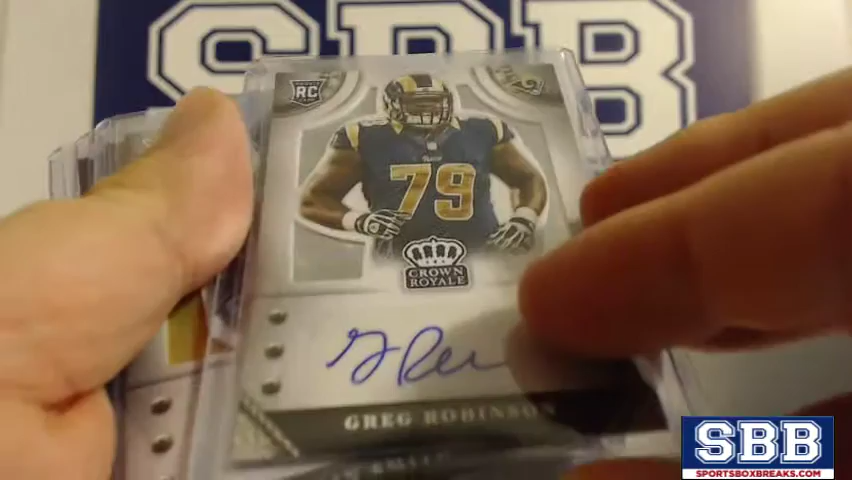 SBB
RC
79
CROWN
ROYALE
GREG ROBINSON
SBB
SPORTSBOXBREAKS.COM